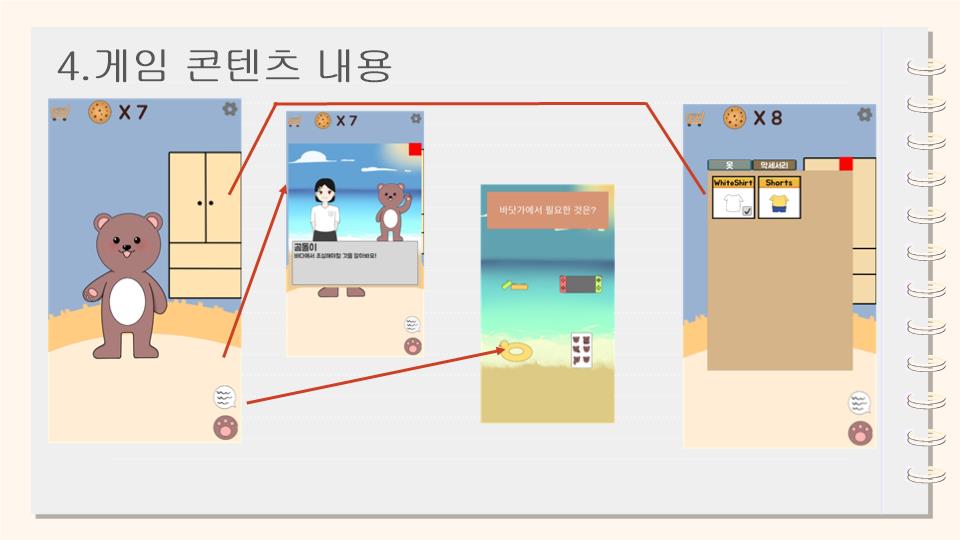 4.게임 콘텐츠 내용
X 7
X 7
곰돌이
바다에서 조심해야할 것을 알아봐요!
바닷가에서 필요한 것은?
X 8
옷
악세서리
WhiteShirt
Shorts